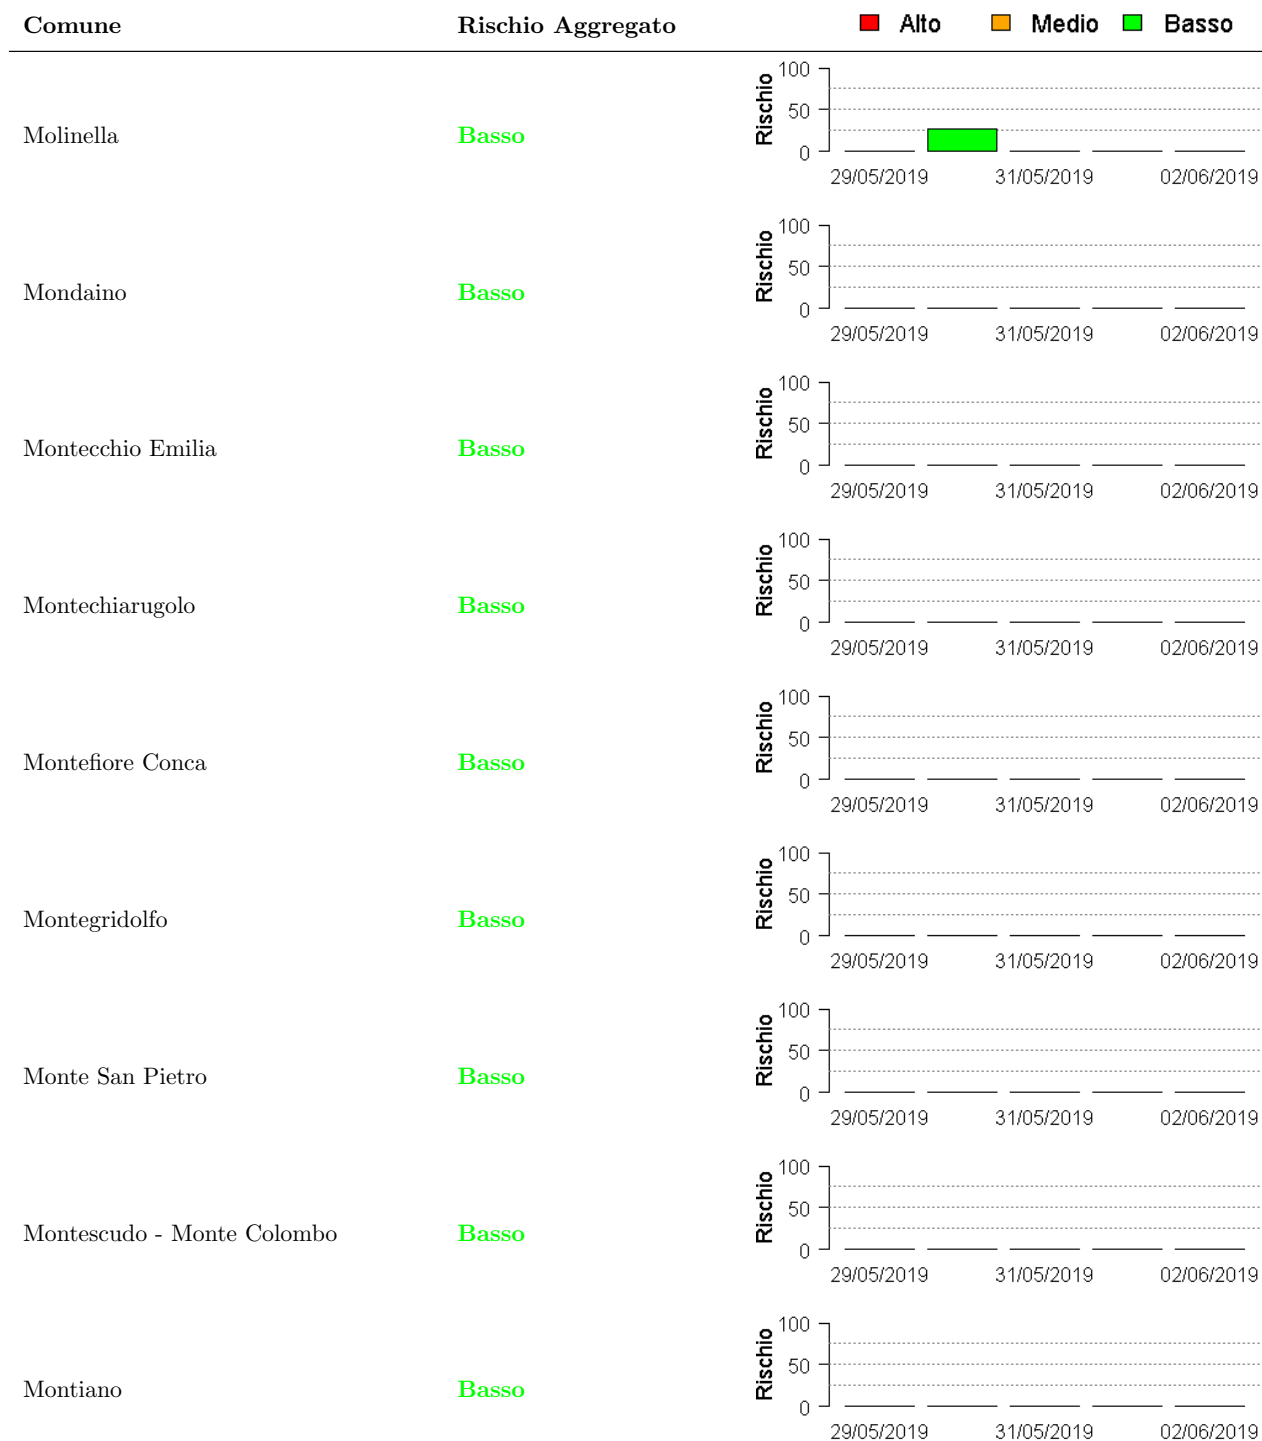 Comune Rischio Aggregato Alto Medio Basso
Molinella Basso Rischio 100 50 0
29/05/2019 31/05/2019 02/06/2019
Mondaino Basso Rischio 100 50 0
29/05/2019 31/05/2019 02/06/2019
Montecchio Emilia Basso Rischio 100 50 0
29/05/2019 31/05/2019 02/06/2019
Montechiarugolo Basso Rischio 100 50 0
29/05/2019 31/05/2019 02/06/2019
Montefiore Conca Basso Rischio 100 50 0
29/05/2019 31/05/2019 02/06/2019
Montegridolfo Basso Rischio 100 50 0
29/05/2019 31/05/2019 02/06/2019
Monte San Pietro Basso Rischio 100 50 0
29/05/2019 31/05/2019 02/06/2019
Montescudo - Monte Colombo Basso Rischio 100 50 0
29/05/2019 31/05/2019 02/06/2019
Montiano Basso Rischio 100 50 0
29/05/2019 31/05/2019 02/06/2019